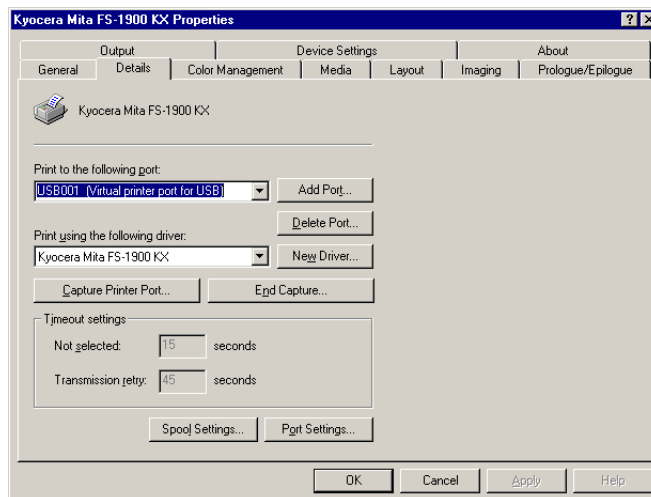 Kyocera Mita FS-1900 KX Properties
Output Device Settings About
General Details Color Management Media Layout Imaging Prologue/Epilogue
Kyocera Mita FS-1900 KX
Print to the following port:
USB001 (Virtual printer port for USB) Add Port...
Delete Port...
Print using the following driver:
Kyocera Mita FS-1900 KX New Driver...
Capture Printer Port... End Capture...
Timeout settings
Not selected: 15 seconds
Transmission retry: 45 seconds
Spool Settings... Port Settings...
OK Cancel Apply Help